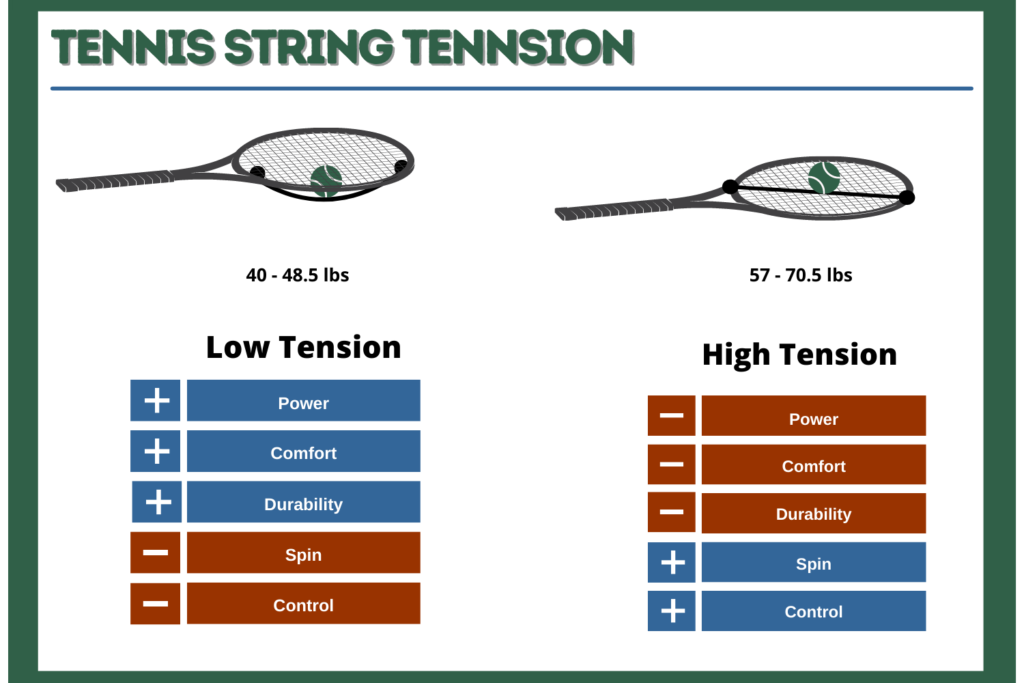 TENNIS STRING TENNSION
40 - 48.5 lbs
Low Tension
+ Power
+ Comfort
+ Durability
− Spin
− Control
57 - 70.5 lbs
High Tension
− Power
− Comfort
− Durability
+ Spin
+ Control